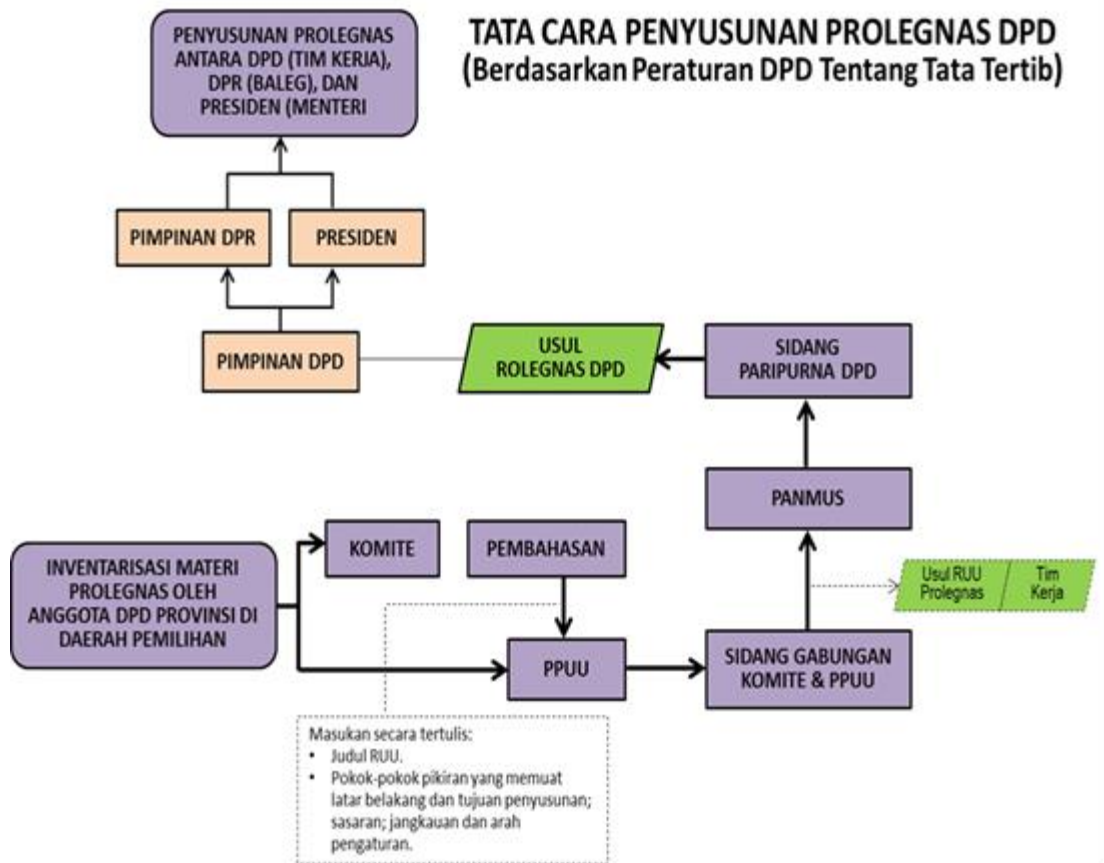 TATA CARA PENYUSUNAN PROLEGNAS DPD
(Berdasarkan Peraturan DPD Tentang Tata Tertib)
PENYUSUNAN PROLEGNAS
ANTARA DPD (TIM KERJA),
DPR (BALEG), DAN
PRESIDEN (MENTERI
PIMPINAN DPR
PRESIDEN
PIMPINAN DPD
USUL
ROLEGNAS DPD
SIDANG
PARIPURNA DPD
PANMUS
KOMITE
PEMBAHASAN
INVENTARISASI MATERI
PROLEGNAS OLEH
ANGGOTA DPD PROVINSI DI
DAERAH PEMILIHAN
Usul RUU
Prolegnas
Tim
Kerja
PPUU
SIDANG GABUNGAN
KOMITE & PPUU
Masukan secara tertulis:
• Judul RUU.
• Pokok-pokok pikiran yang memuat
latar belakang dan tujuan penyusunan;
sasaran; jangkauan dan arah
pengaturan.